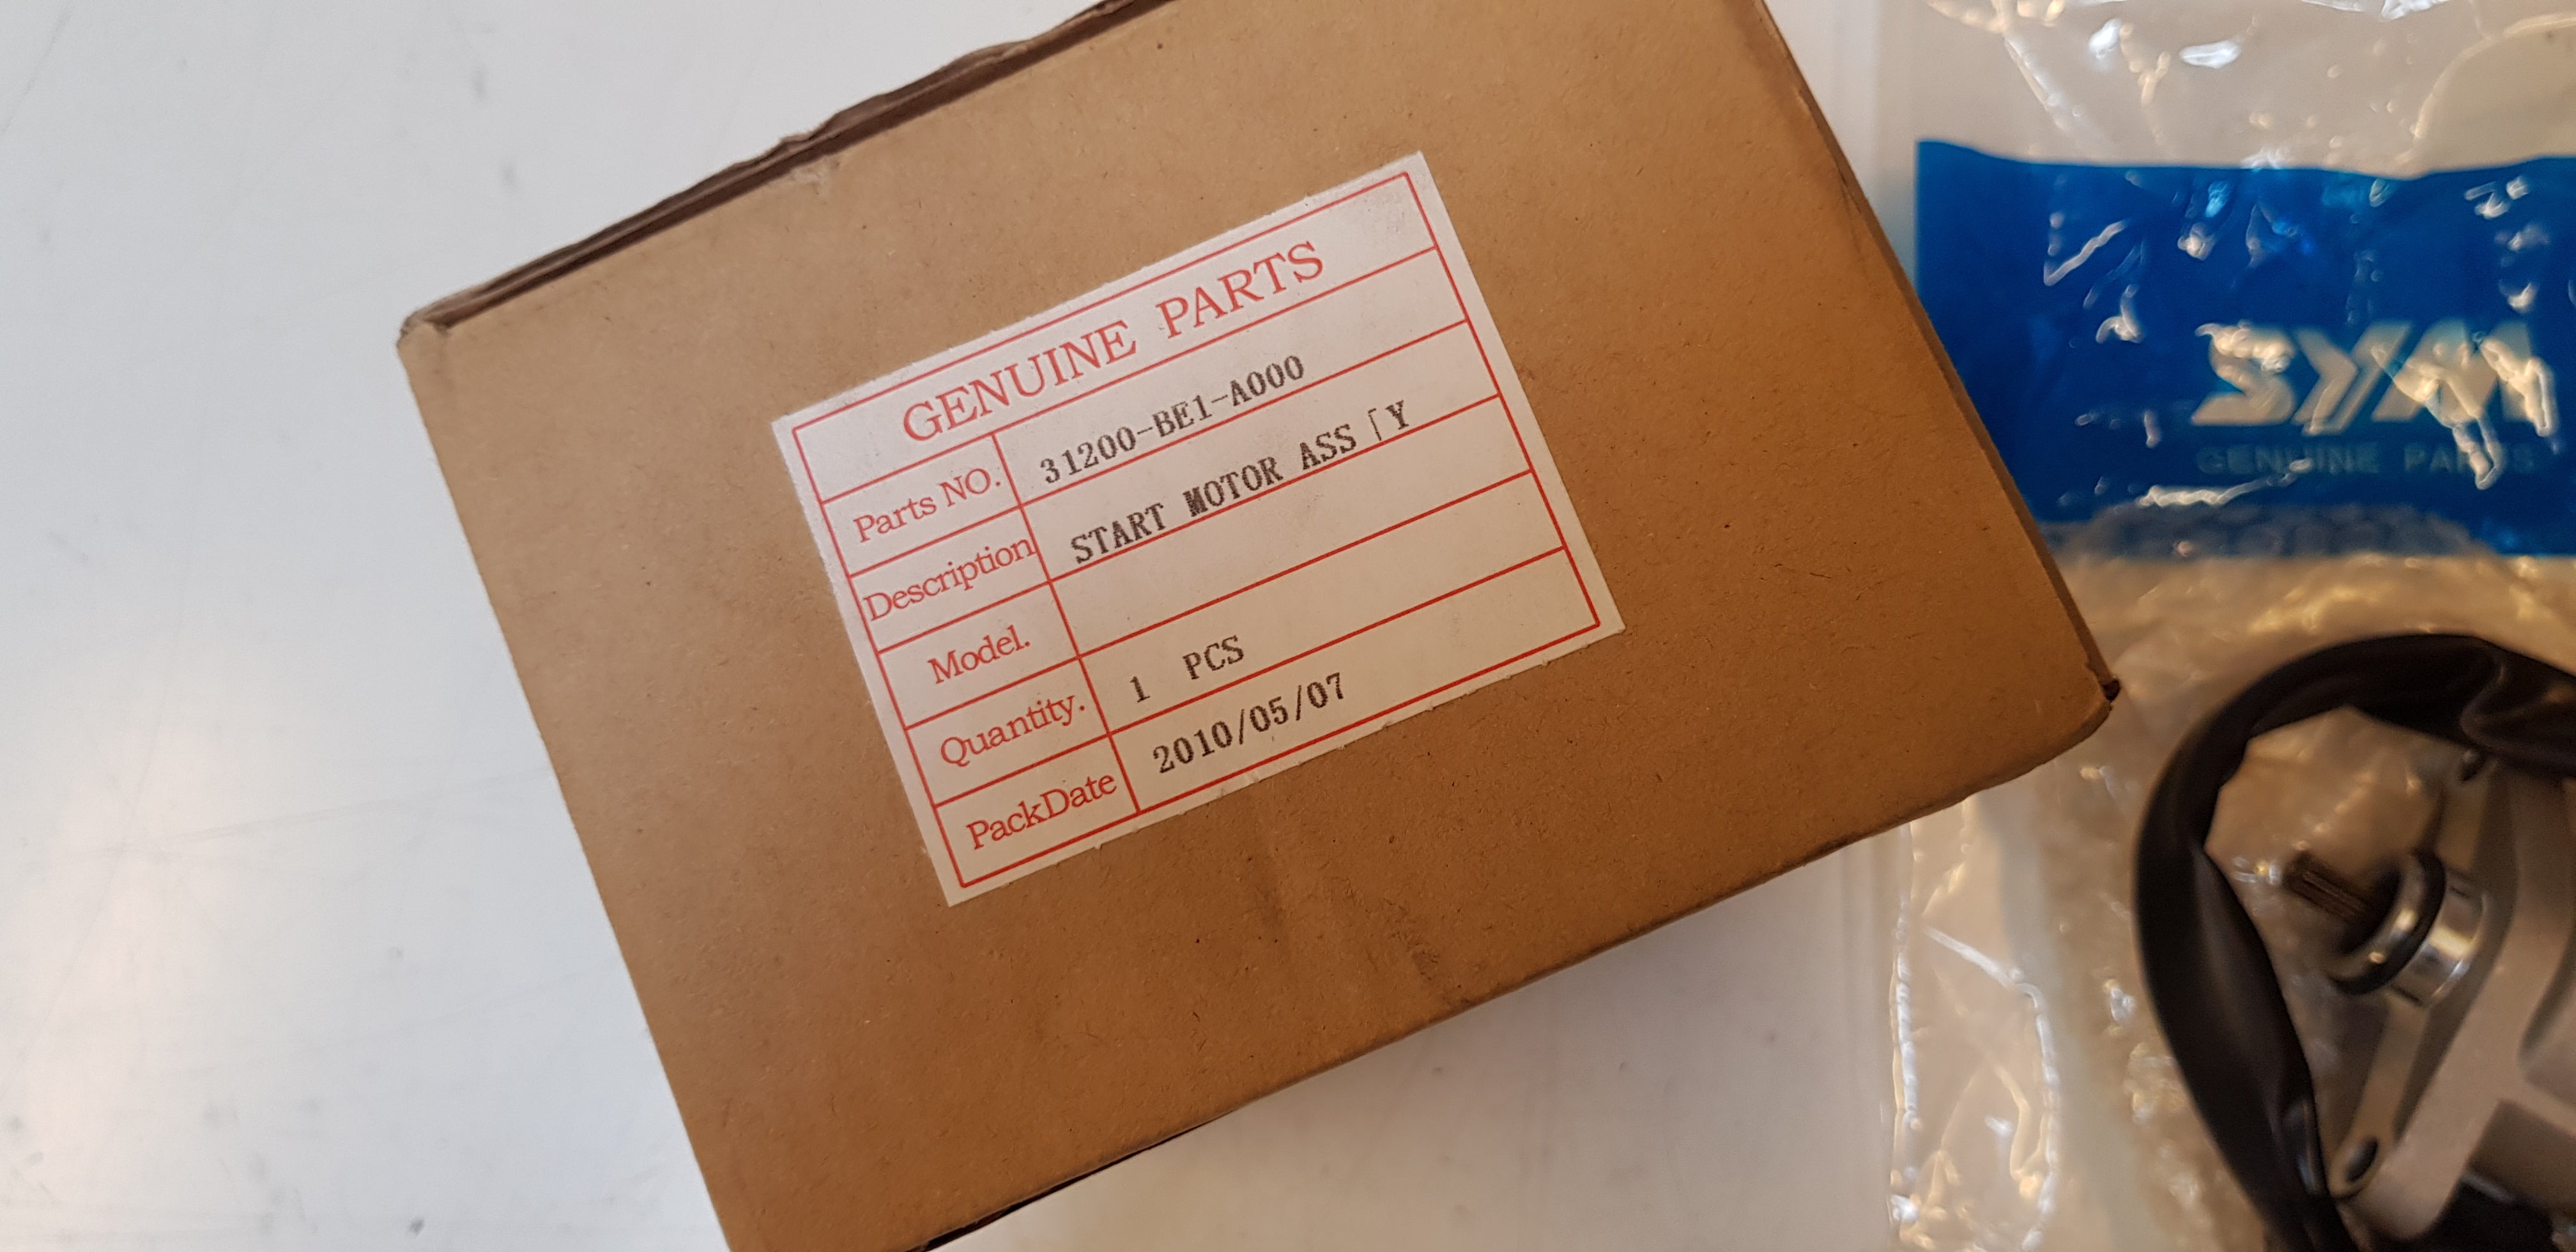 GENUINE PARTS
Parts NO. 31200-BE1-A000
Description START MOTOR ASS「Y
Model.
Quantity. 1 PCS
PackDate 2010/05/07
SYM
GENUINE PARTS